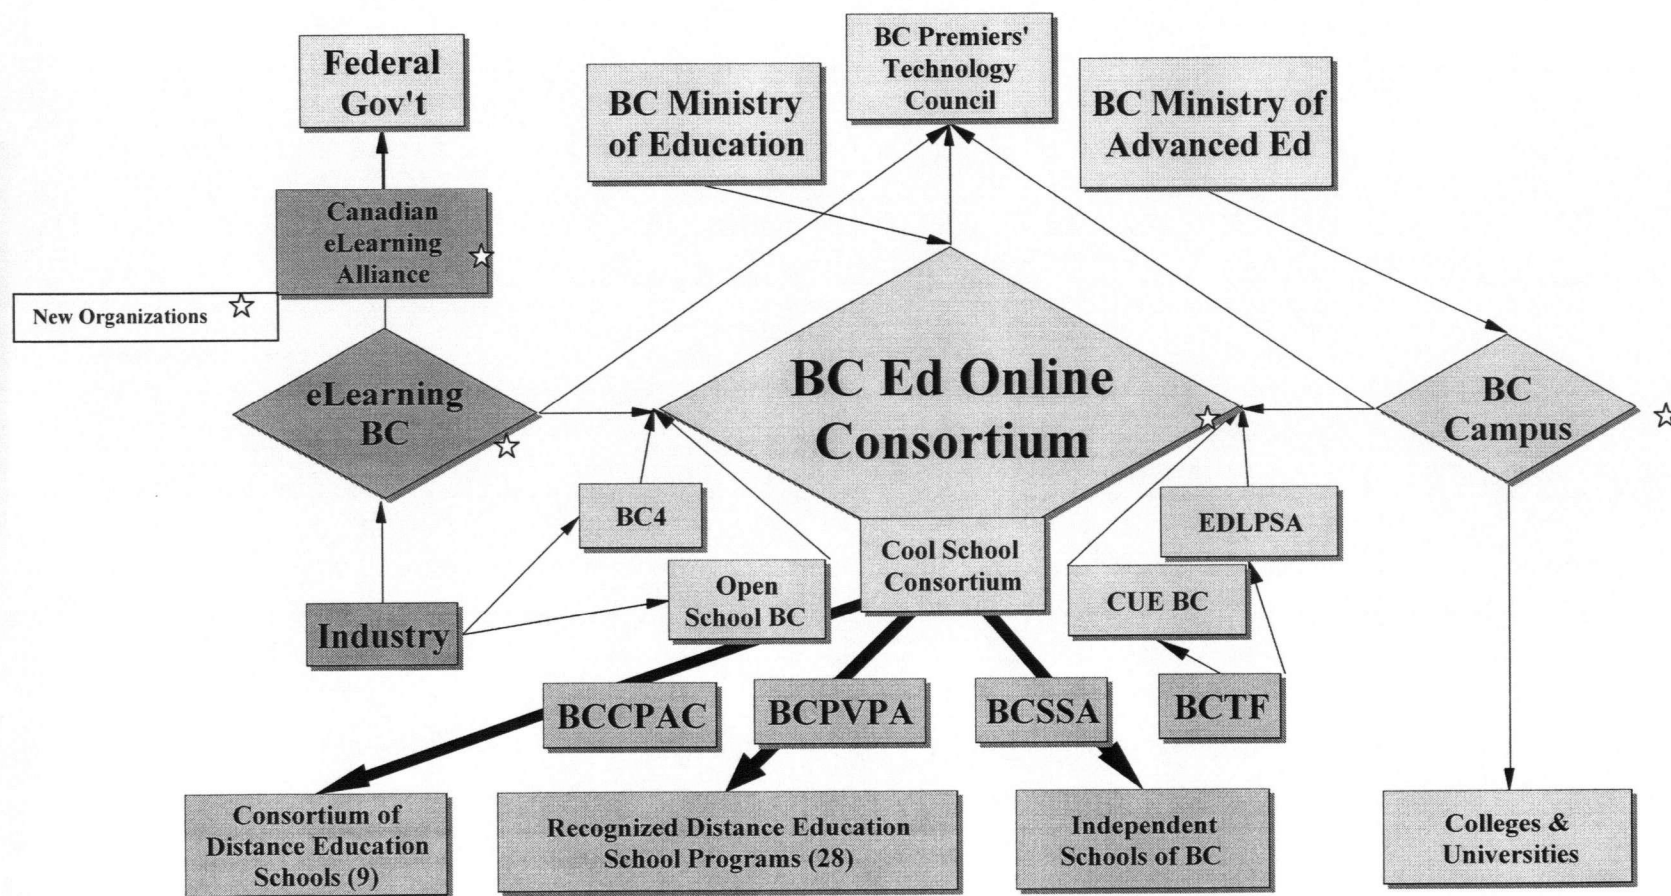 Federal
Gov't
BC Ministry
of Education
BC Premiers'
Technology
Council
BC Ministry of
Advanced Ed
Canadian
eLearning
Alliance
New Organizations
eLearning
BC
BC Ed Online
Consortium
BC
Campus
BC4
EDLPSA
Cool School
Consortium
Open
School BC
CUE BC
Industry
BCCPAC
BCPVPA
BCSSA
BCTF
Consortium of
Distance Education
Schools (9)
Recognized Distance Education
School Programs (28)
Independent
Schools of BC
Colleges &
Universities